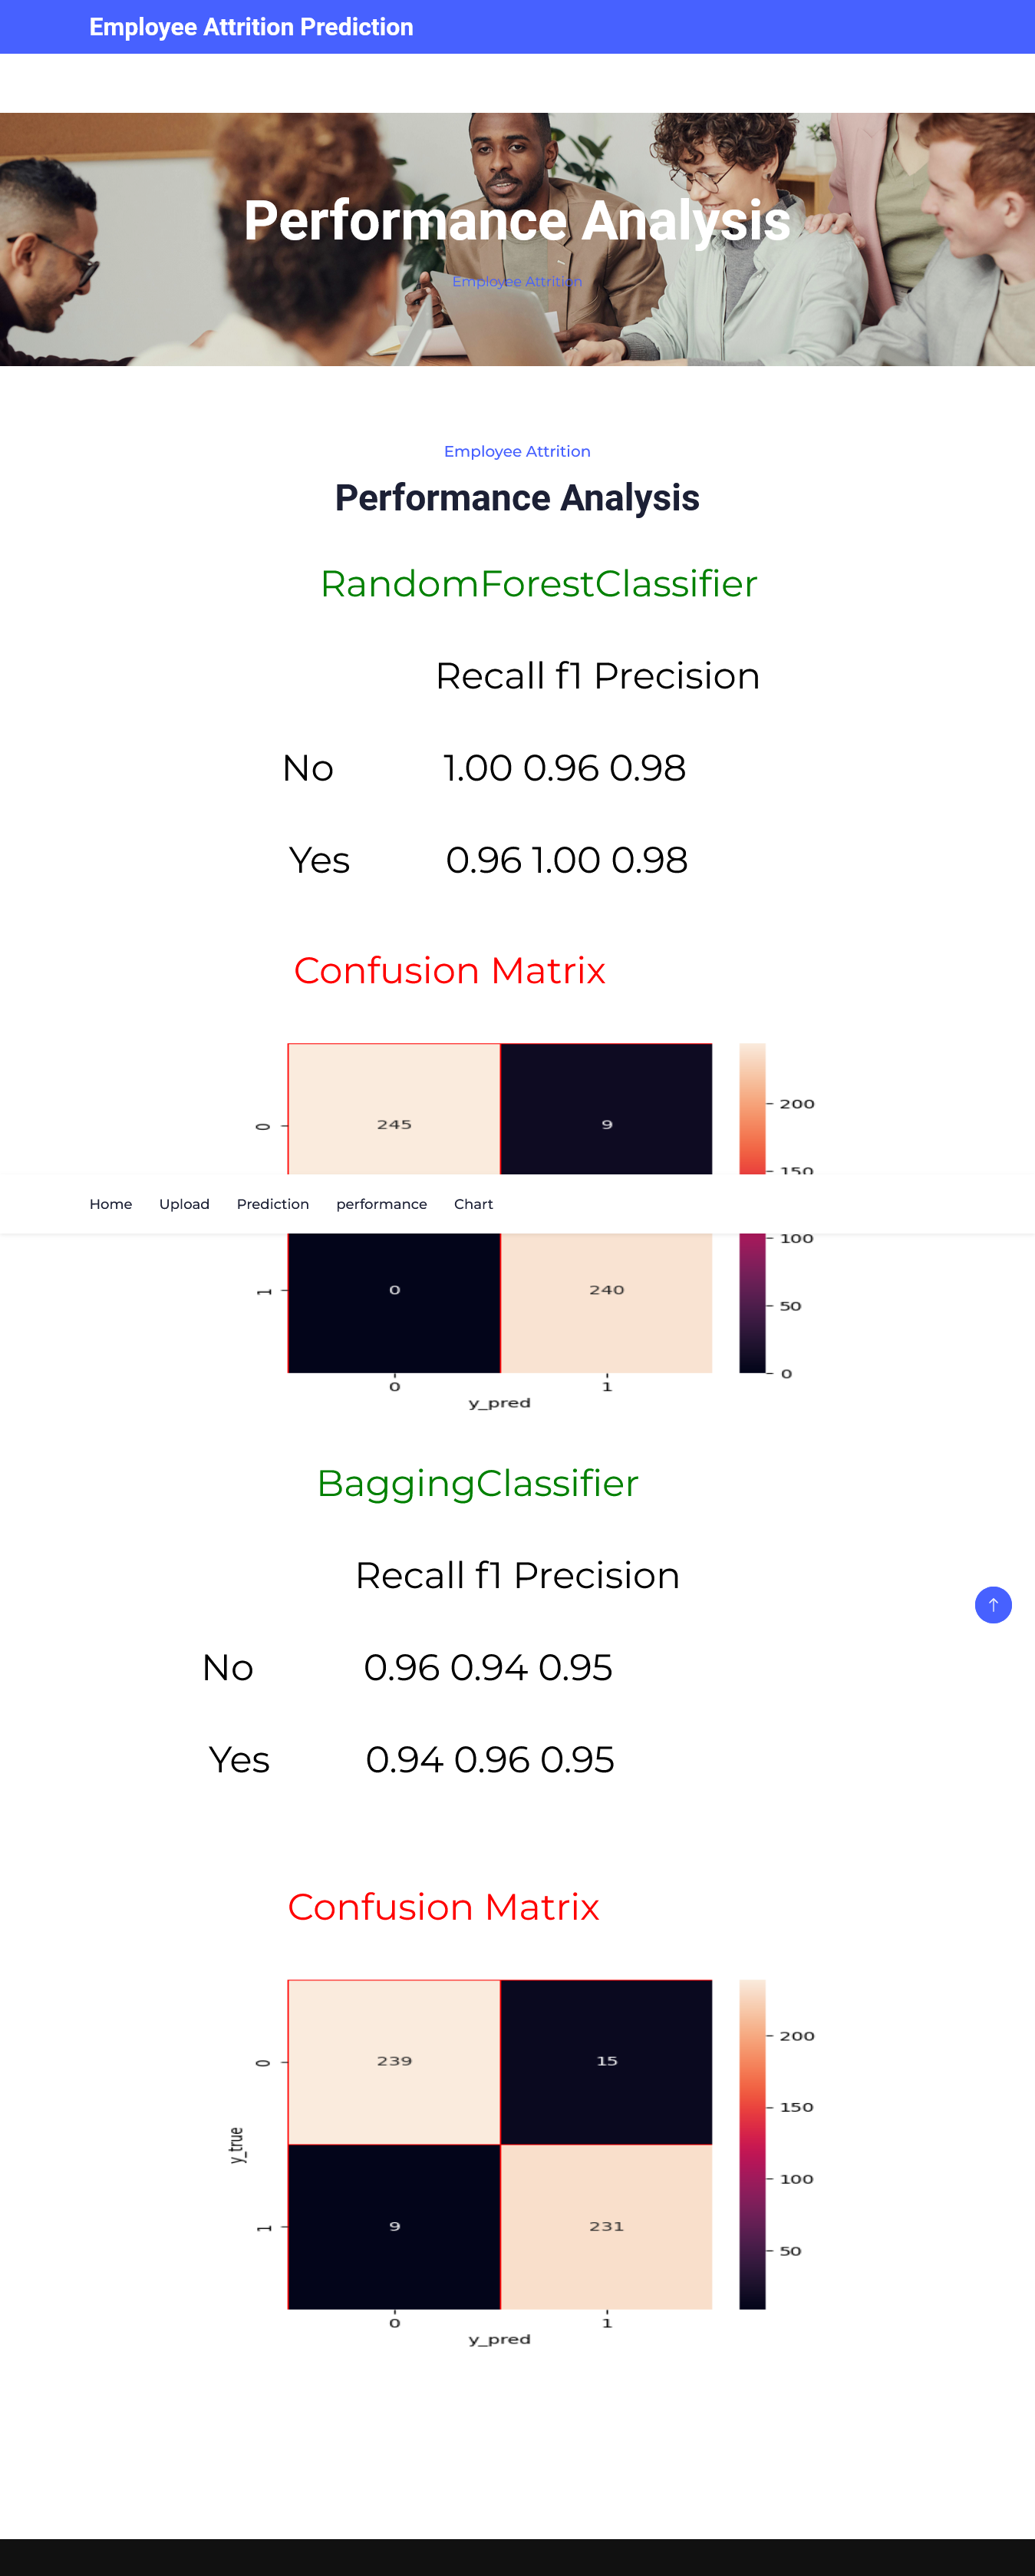 Employee Attrition Prediction
Performance Analysis
Employee Attrition
Employee Attrition
Performance Analysis
RandomForestClassifier
Recall f1 Precision
No 1.00 0.96 0.98
Yes 0.96 1.00 0.98
Confusion Matrix
0 245 9 200
150
Home Upload Prediction performance Chart
100
1 0 240 50
0
0 1
y_pred
BaggingClassifier
Recall f1 Precision
No 0.96 0.94 0.95
Yes 0.94 0.96 0.95
Confusion Matrix
200
0 239 15
150
y_true
100
1 9 231
50
0 1
y_pred